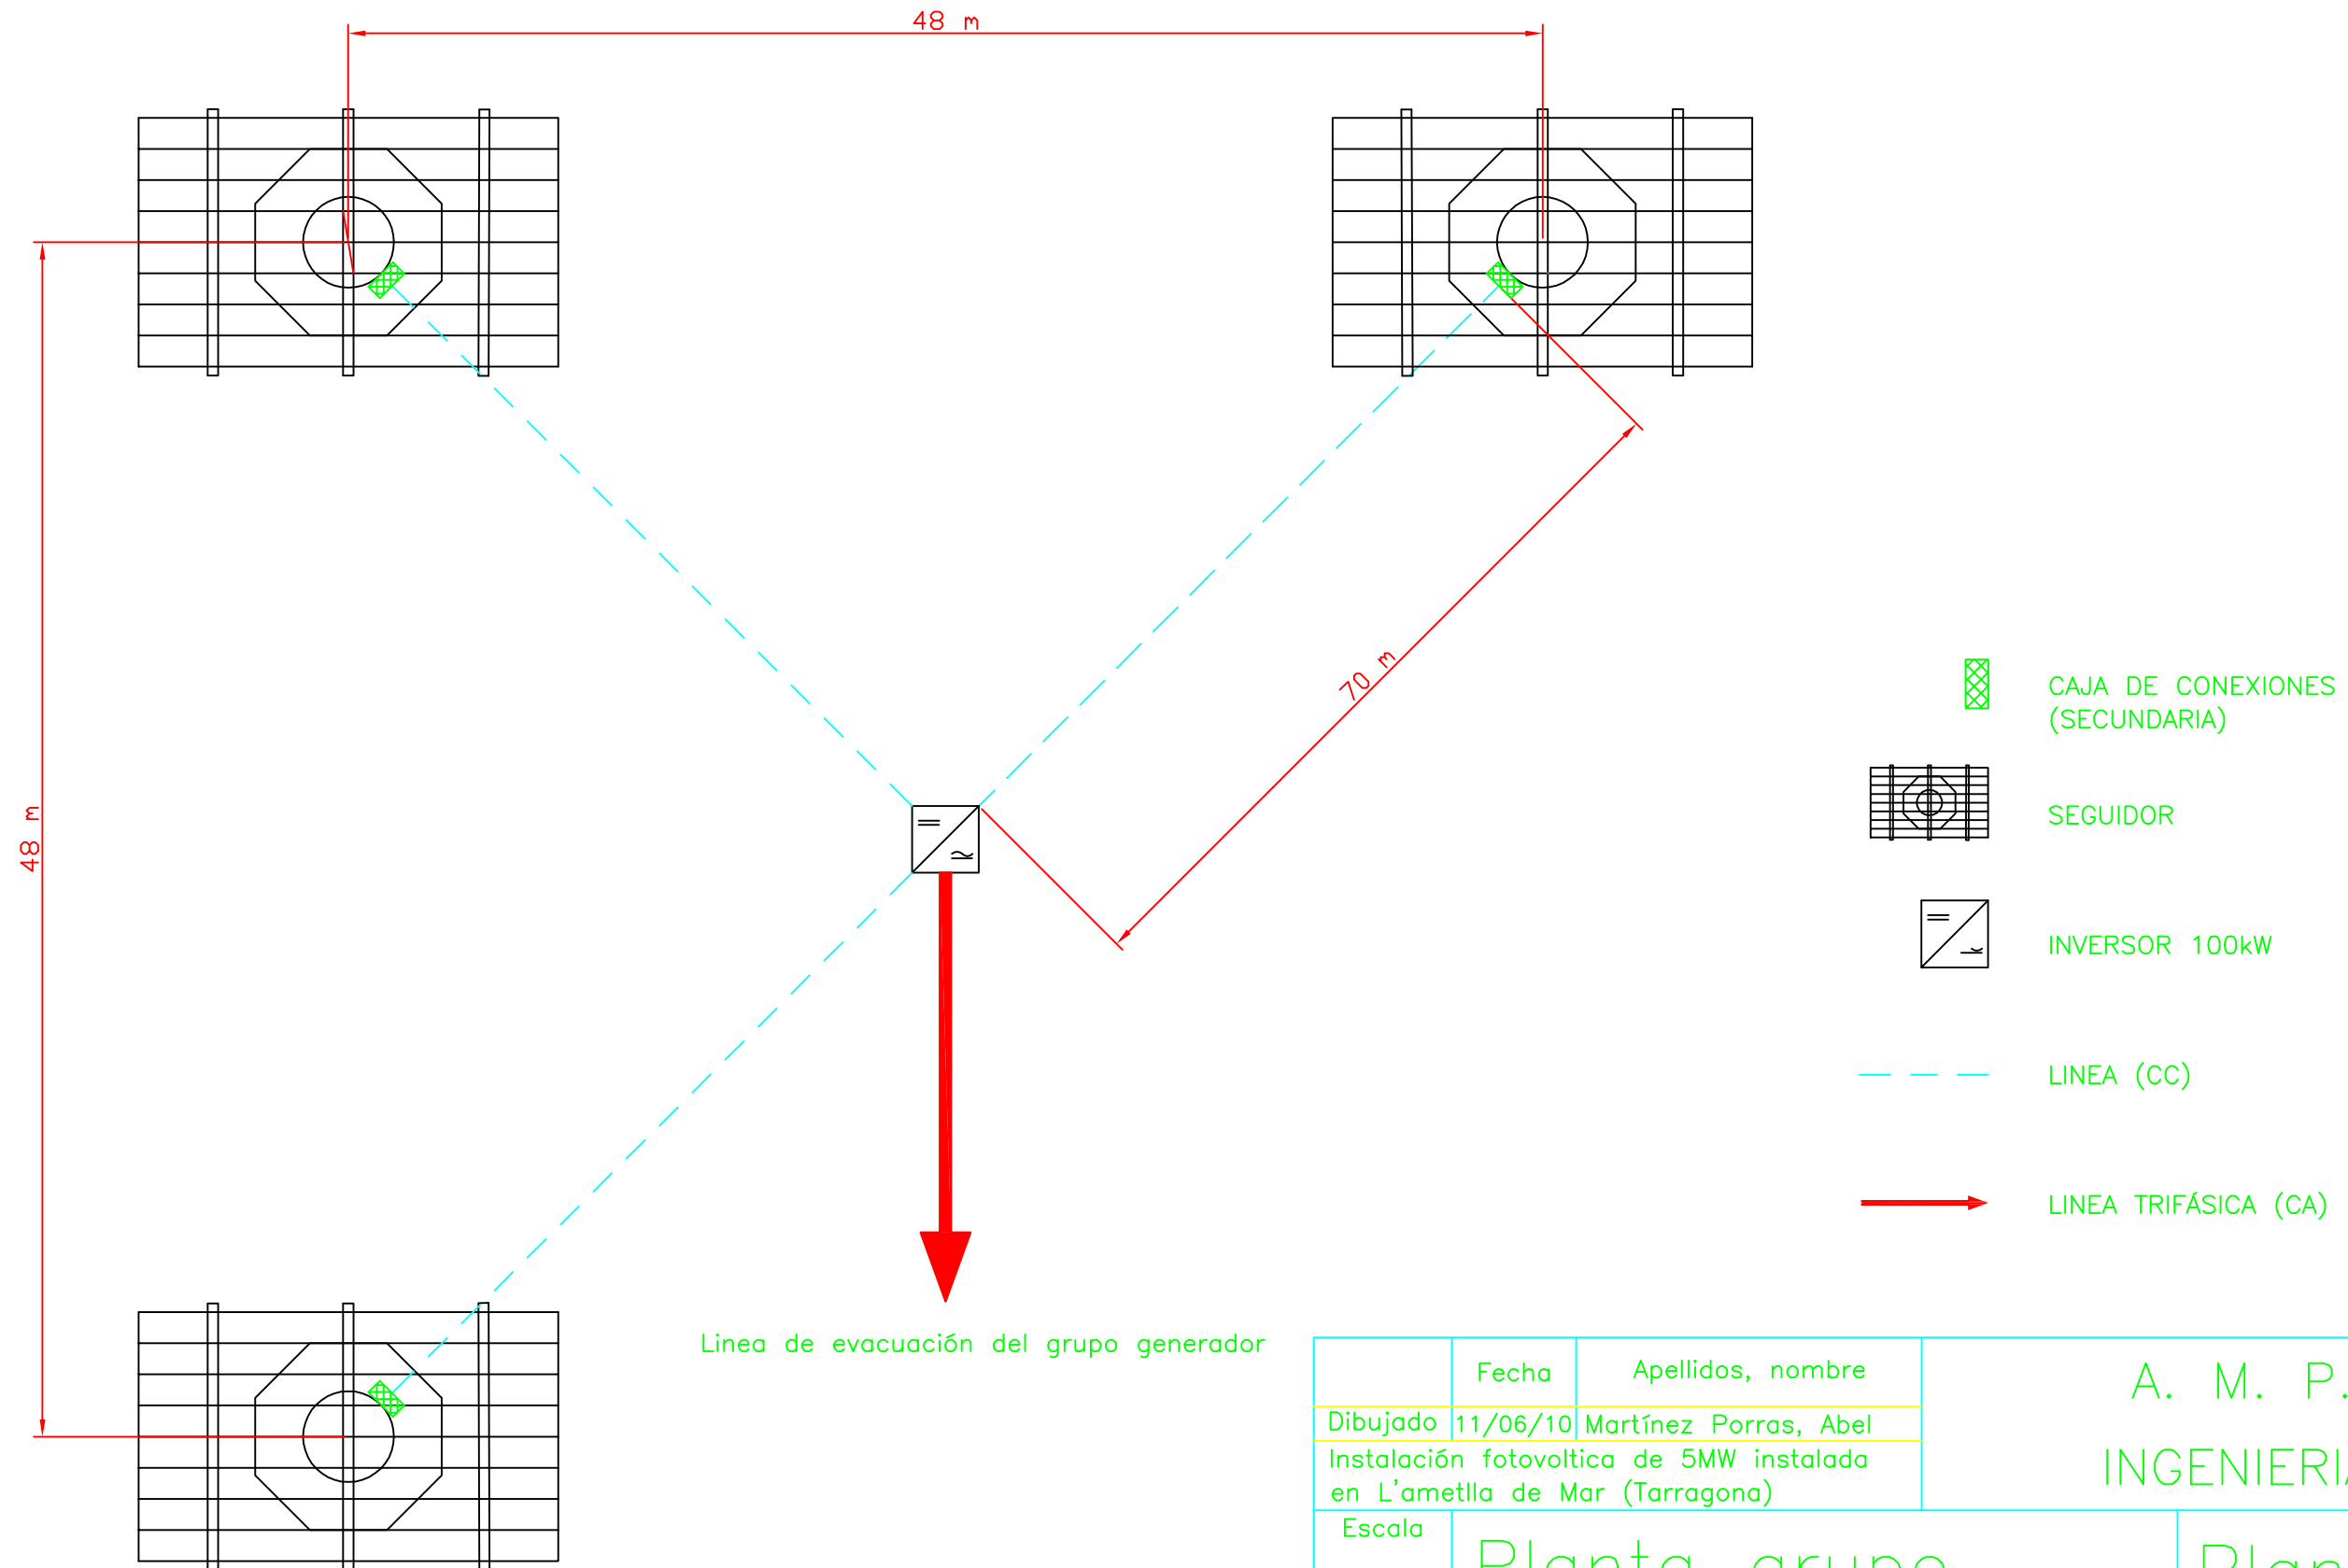 48 m
48 m
70 m
CAJA DE CONEXIONES
(SECUNDARIA)
SEGUIDOR
INVERSOR 100kW
LINEA (CC)
LINEA TRIFÁSICA (CA)
Linea de evacuación del grupo generador
Fecha
Apellidos, nombre
Dibujado
11/06/10
Martínez Porras, Abel
Instalación fotovoltica de 5MW instalada
en L'ametlla de Mar (Tarragona)
A. M. P.
Escala
Planta grupo